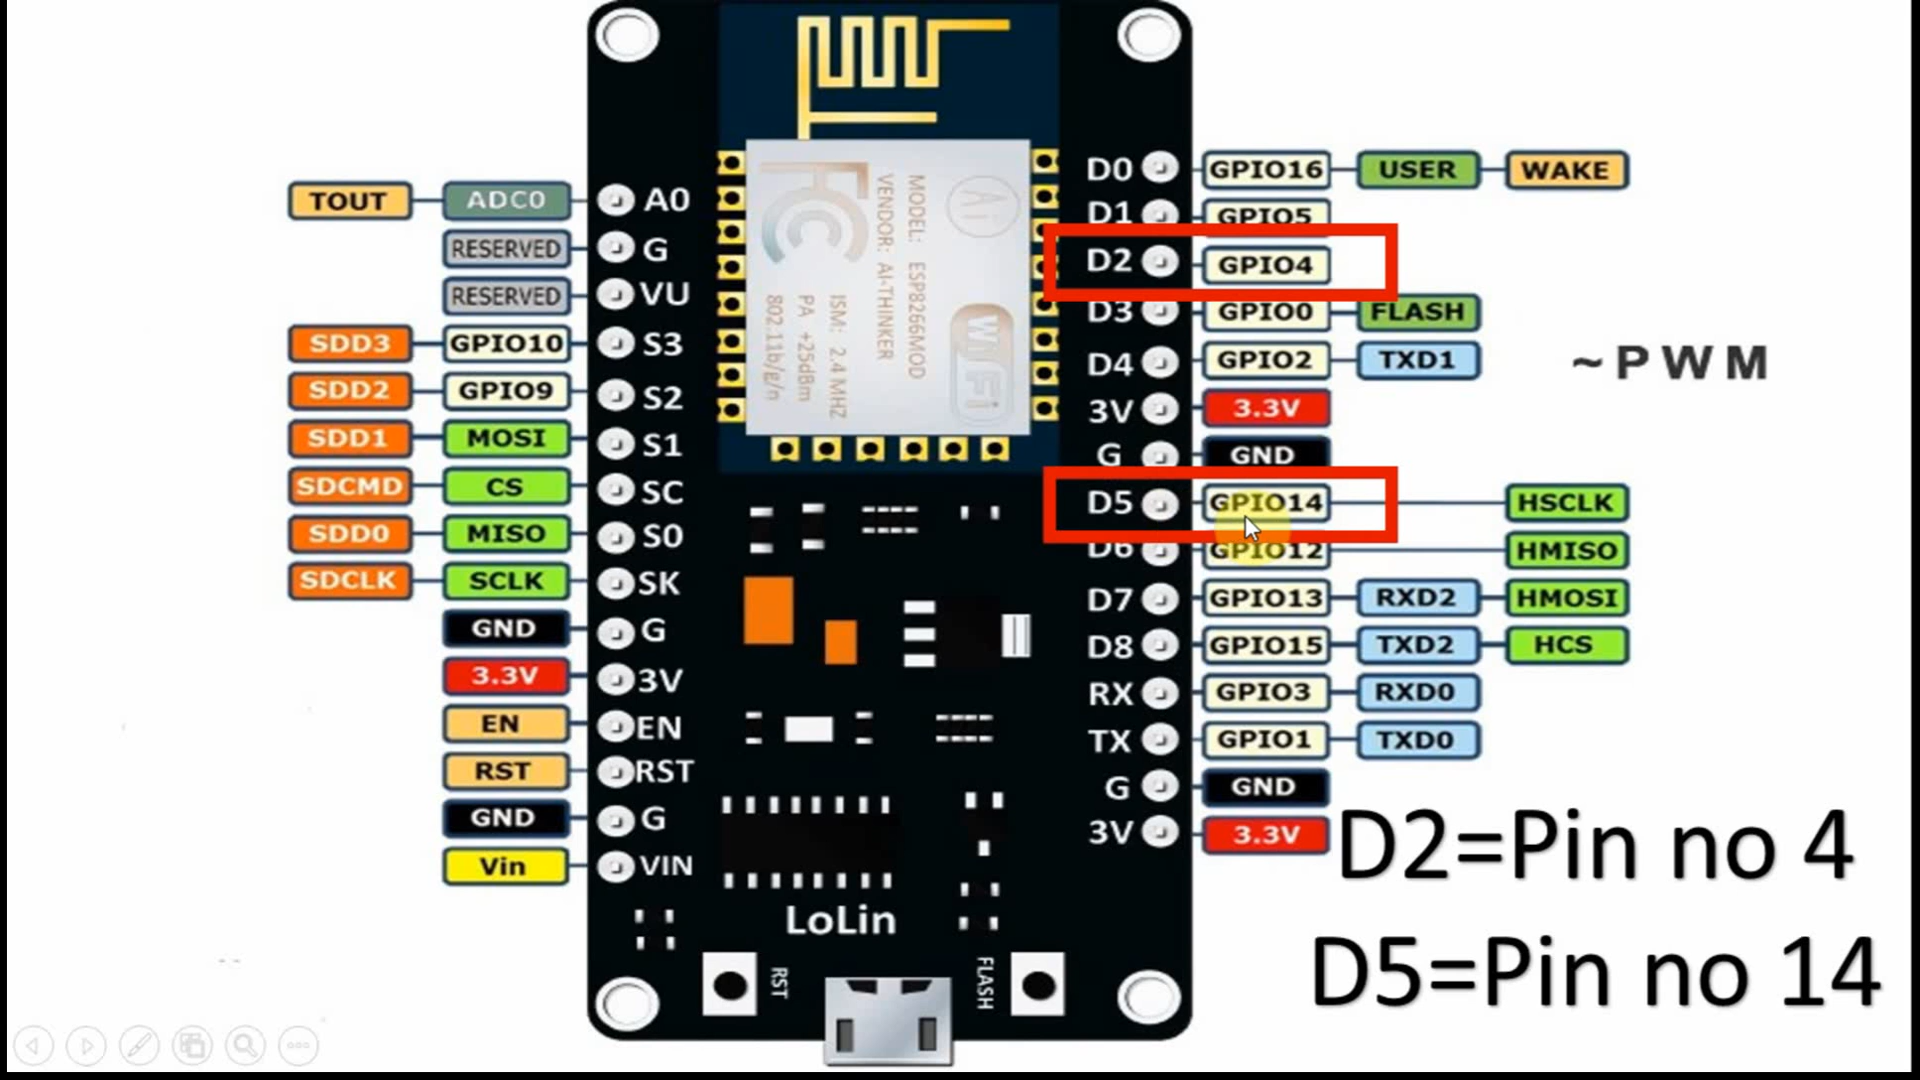 D0 GPIO16 USER WAKE
TOUT ADC0 A0
D1 GPIO5
RESERVED G
D2 GPIO4
RESERVED VU
D3 GPIO0 FLASH
SDD3 GPIO10 S3
D4 GPIO2 TXD1
~PWM
SDD2 GPIO9 S2
3V 3.3V
SDD1 MOSI S1
G GND
SDCMD CS SC
D5 GPIO14 HSCLK
SDD0 MISO S0
D6 GPIO12 HMISO
SDCLK SCLK SK
D7 GPIO13 RXD2 HMOSI
GND G
D8 GPIO15 TXD2 HCS
3.3V 3V
RX GPIO3 RXD0
EN EN
TX GPIO1 TXD0
RST RST
G GND
GND G
3V 3.3V
Vin VIN
MODEL: ESP8266MOD
VENDOR: AI-THINKER
ISM: 2.4 MHZ
PA +25dBm
802.11b/g/n
Ai
FC
WiFi
LoLin
RST
FLASH
D2=Pin no 4
D5=Pin no 14